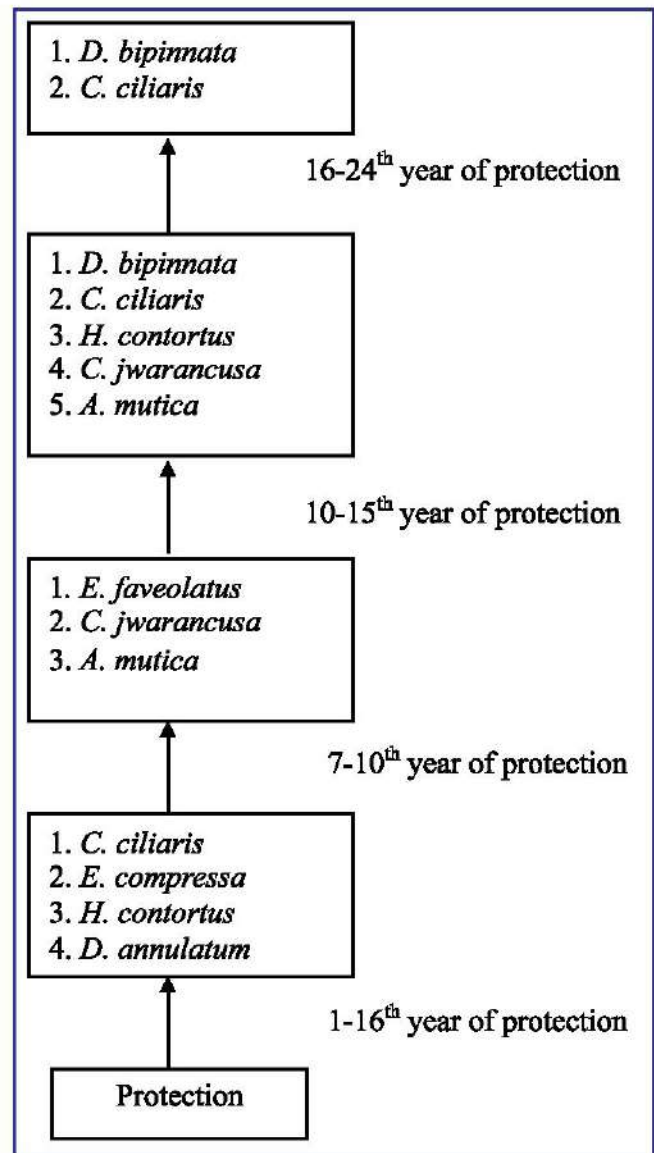 1. D. bipinnata
2. C. ciliaris
16-24th year of protection
1. D. bipinnata
2. C. ciliaris
3. H. contortus
4. C. jwarancusa
5. A. mutica
10-15th year of protection
1. E. faveolatus
2. C. jwarancusa
3. A. mutica
7-10th year of protection
1. C. ciliaris
2. E. compressa
3. H. contortus
4. D. annulatum
1-16th year of protection
Protection